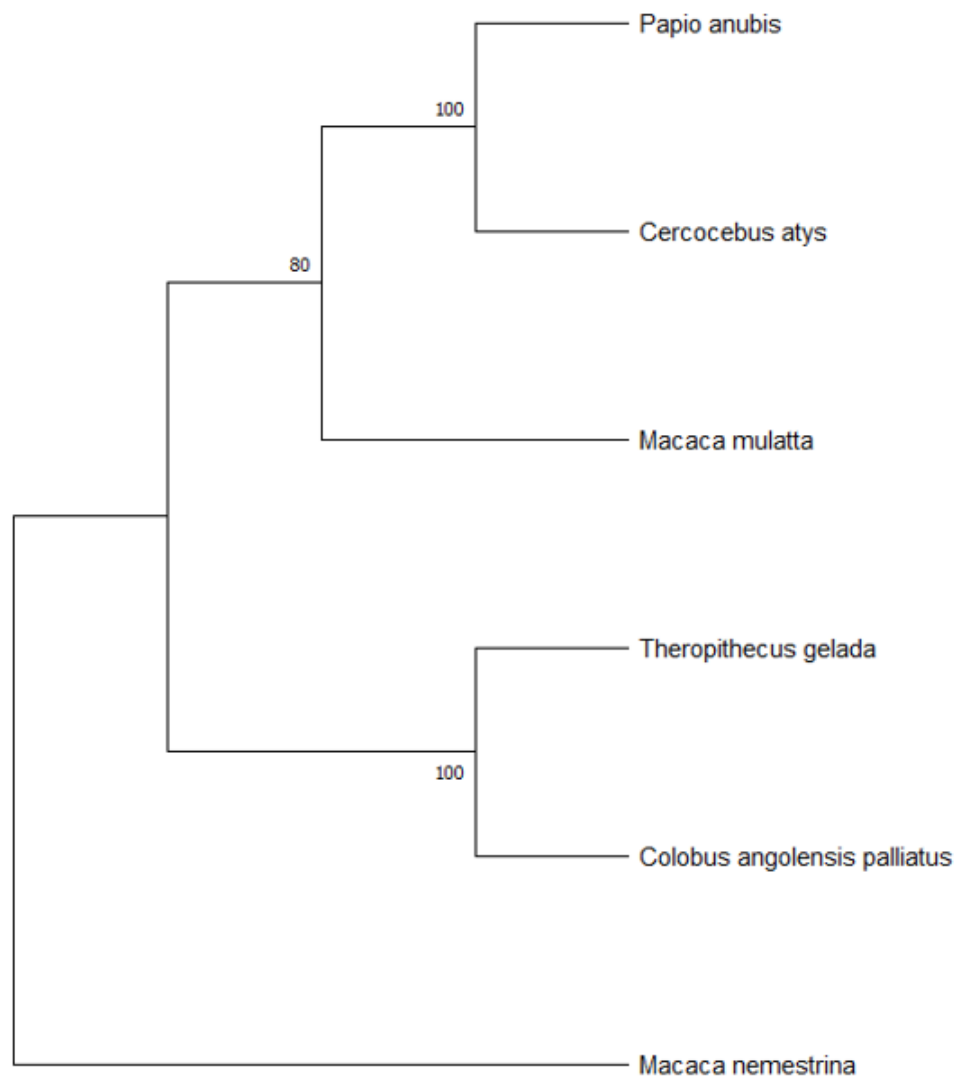 Papio anubis
100
Cercocebus atys
80
Macaca mulatta
Theropithecus gelada
100
Colobus angolensis palliatus
Macaca nemestrina